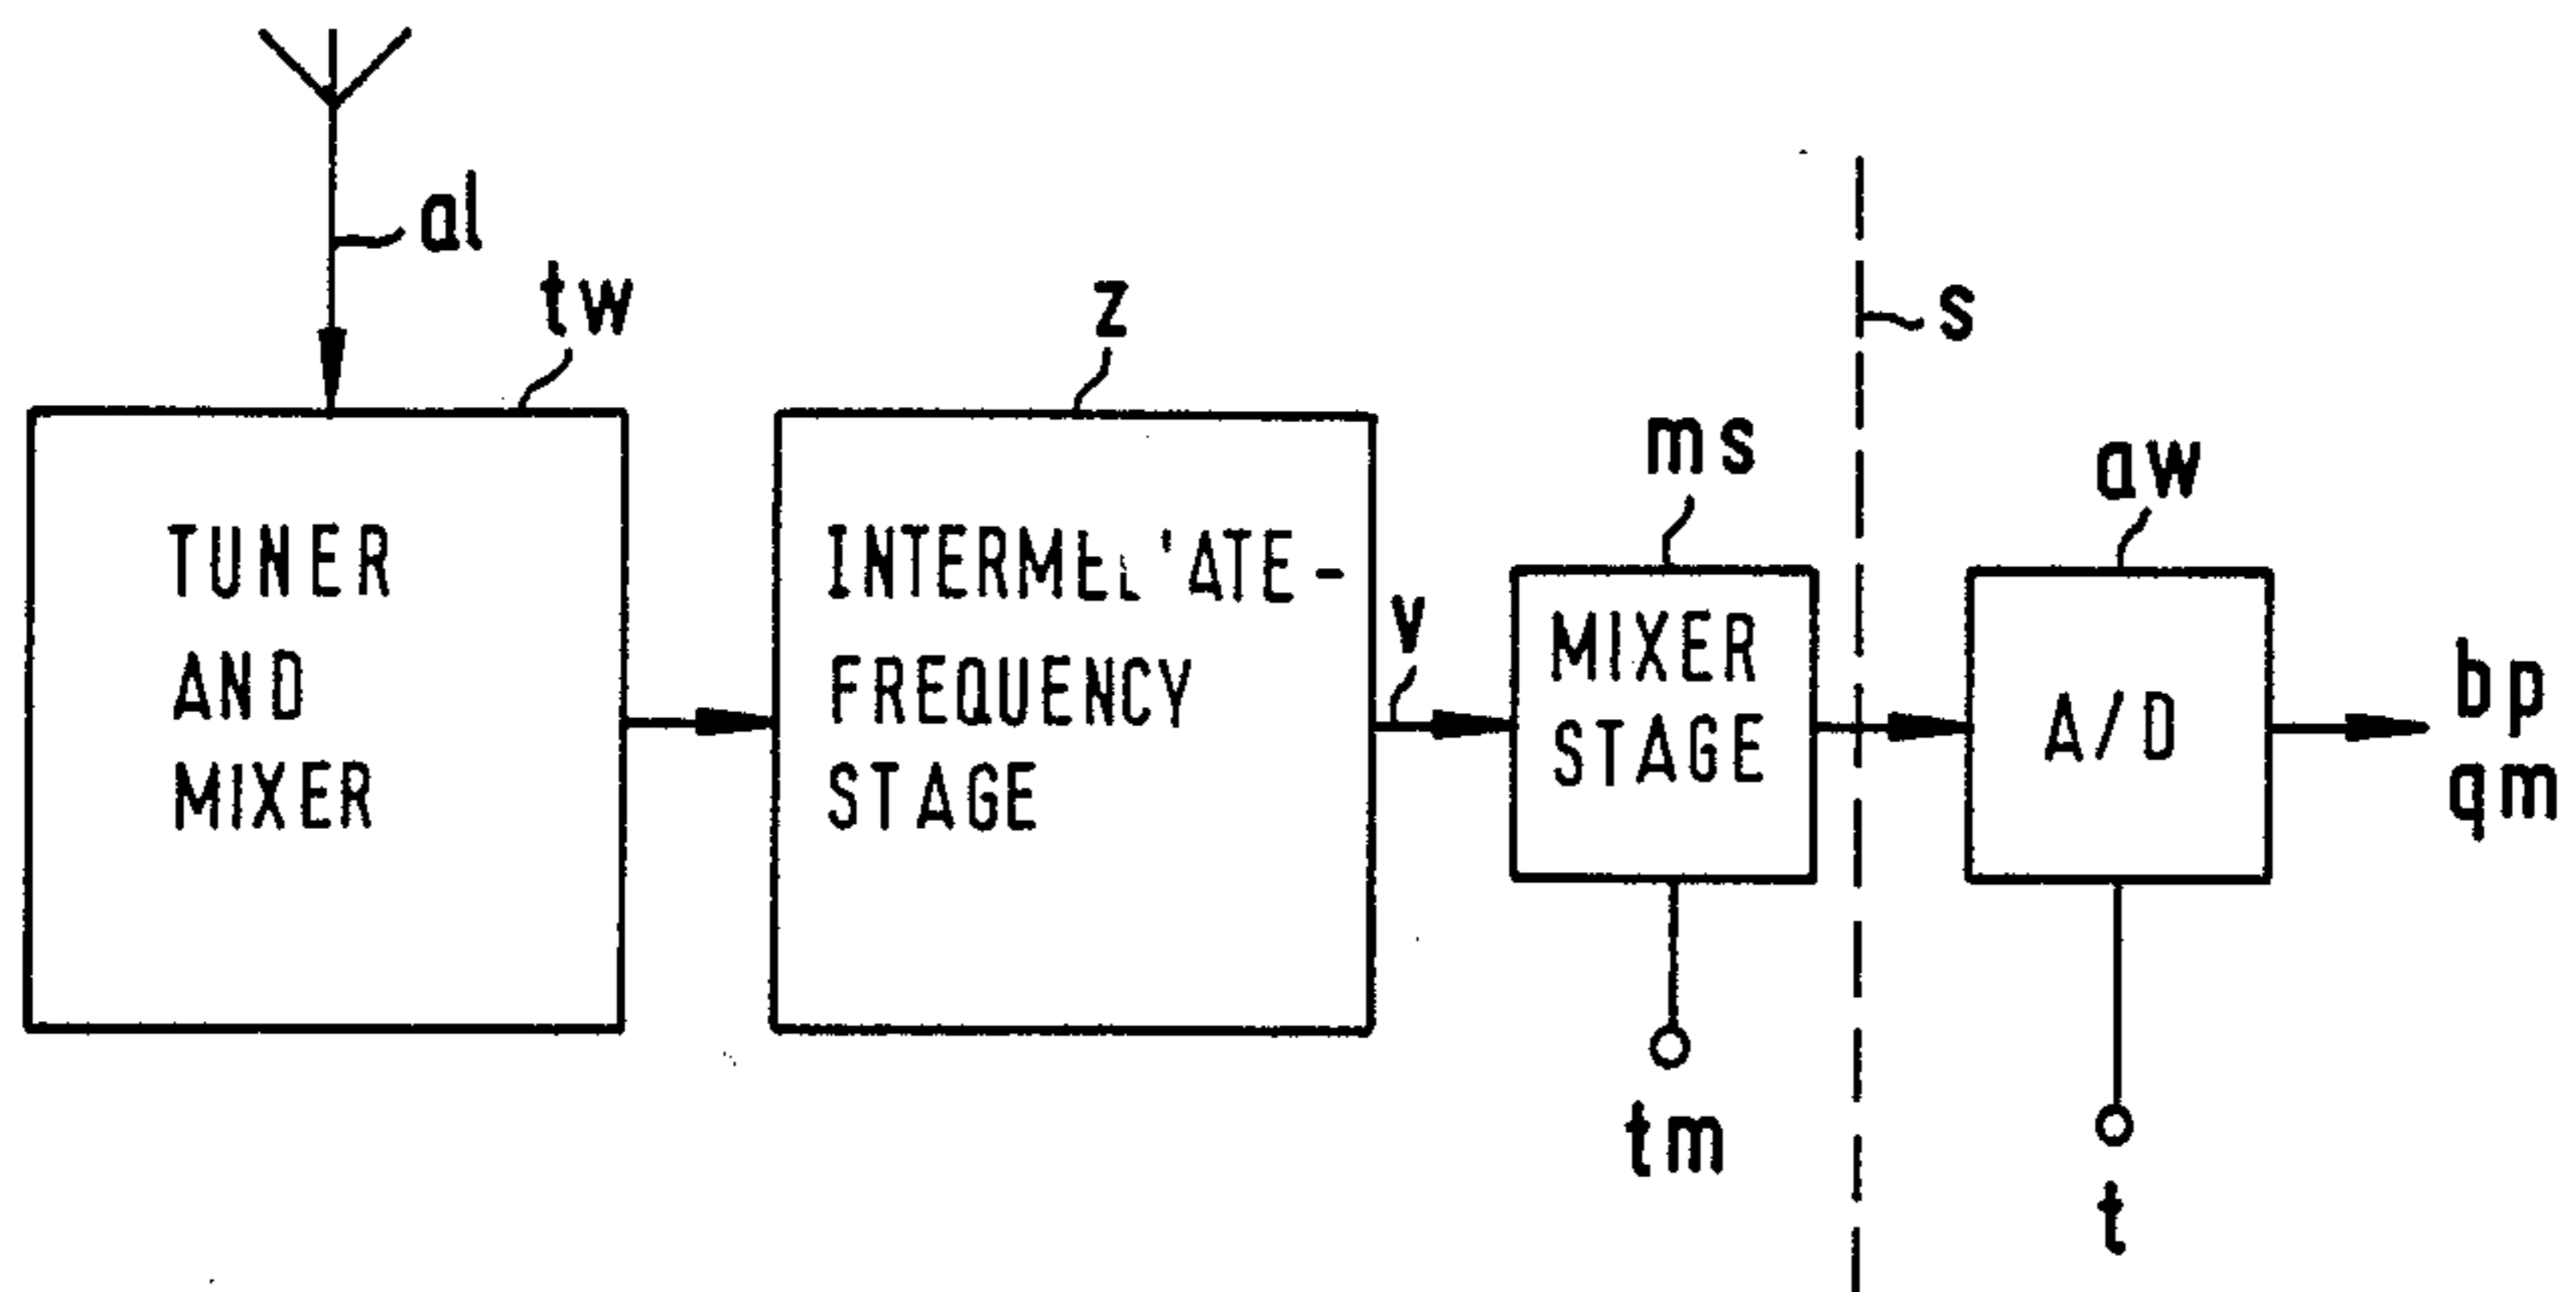 al
tw
z
s
ms
aw
TUNER
AND
MIXER
FREQUENCY
STAGE
v
MIXER
STAGE
A/D
bp
qm
tm
t